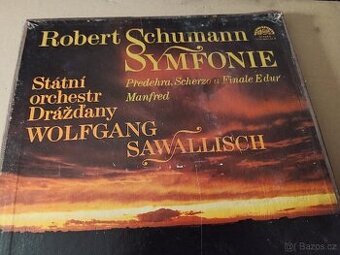 Robert Schumann
SYMFONIE
Předehra, Scherzo a Finale E dur
Manfred
Státní
orchestr
Drážďany
WOLFGANG
SAWALLISCH
Bazos.cz